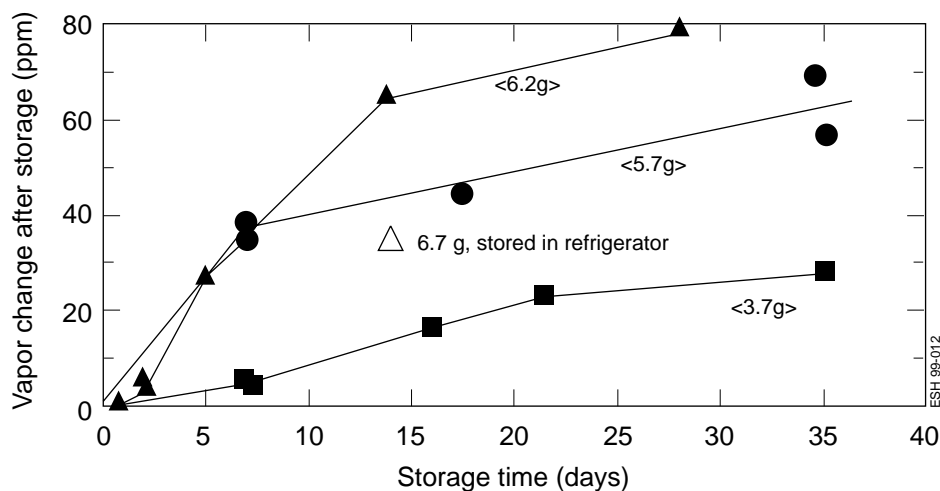 Vapor change after storage (ppm)
80
60
40
20
0
<6.2g>
<5.7g>
6.7 g, stored in refrigerator
<3.7g>
ESH 99-012
0 5 10 15 20 25 30 35 40
Storage time (days)